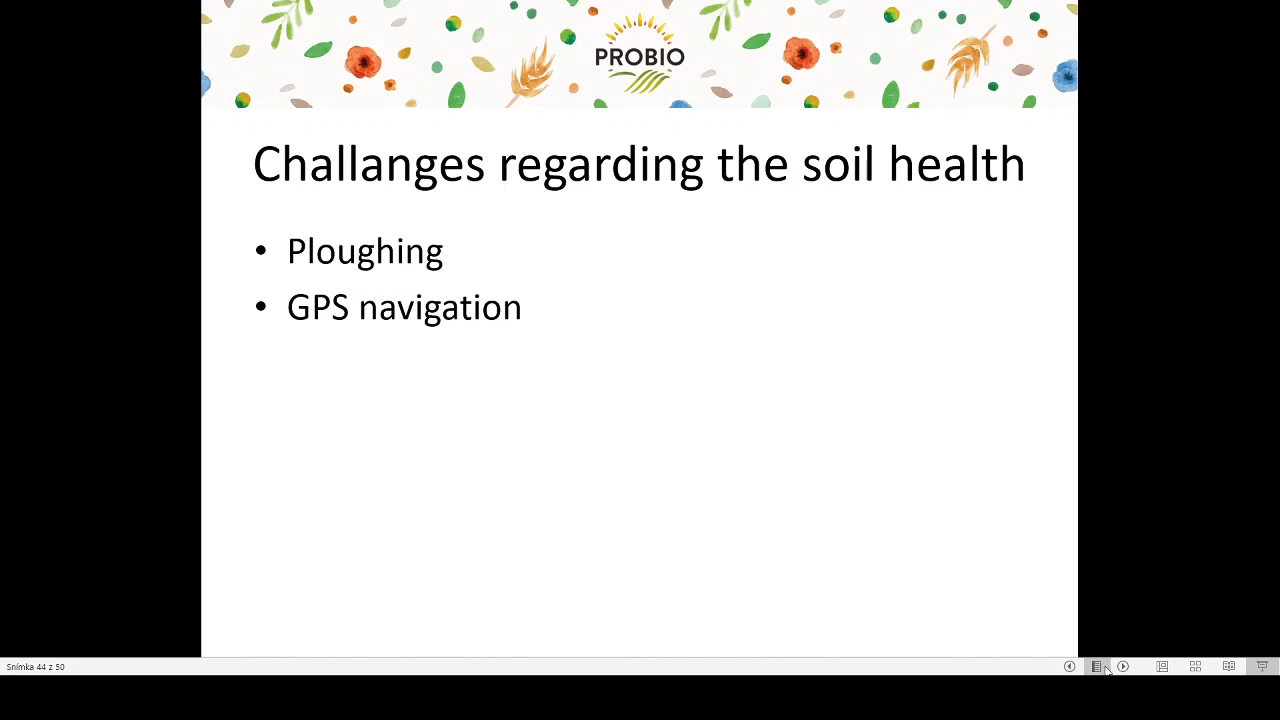 PROBIO
Challanges regarding the soil health
• Ploughing
• GPS navigation
Snímka 44 z 50